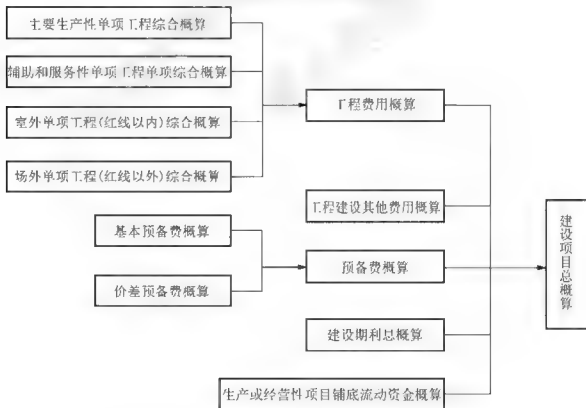 主要生产性单项工程综合概算
辅助和服务性单项工程单项综合概算
室外单项工程(红线以内)综合概算
场外单项工程(红线以外)综合概算
工程费用概算
工程建设其他费用概算
基本预备费概算
价差预备费概算
预备费概算
建设期利息概算
生产或经营性项目铺底流动资金概算
建设项目总概算